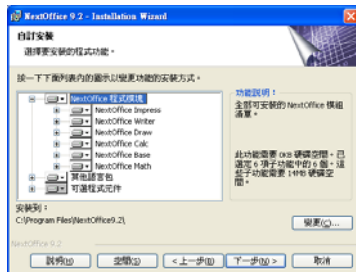 NextOffice 9.2 - Installation Wizard
自訂安裝
選擇要安裝的程式功能。
按一下下面列表內的圖示以變更功能的安裝方式。
NextOffice 程式模塊
NextOffice Impress
NextOffice Writer
NextOffice Draw
NextOffice Calc
NextOffice Base
NextOffice Math
其他語言包
可選程式元件
功能說明：
全部可安裝的 NextOffice 模組
清單。
此功能需要 0KB 硬碟空間。已
選定 6 項子功能中的 6 個。這
些子功能需要 14MB 硬碟空
間。
安裝到：
C:\Program Files\NextOffice9.2\
變更(C)...
NextOffice 9.2
說明(H)
空間(S)
<上一步(B)
下一步(N) >
取消